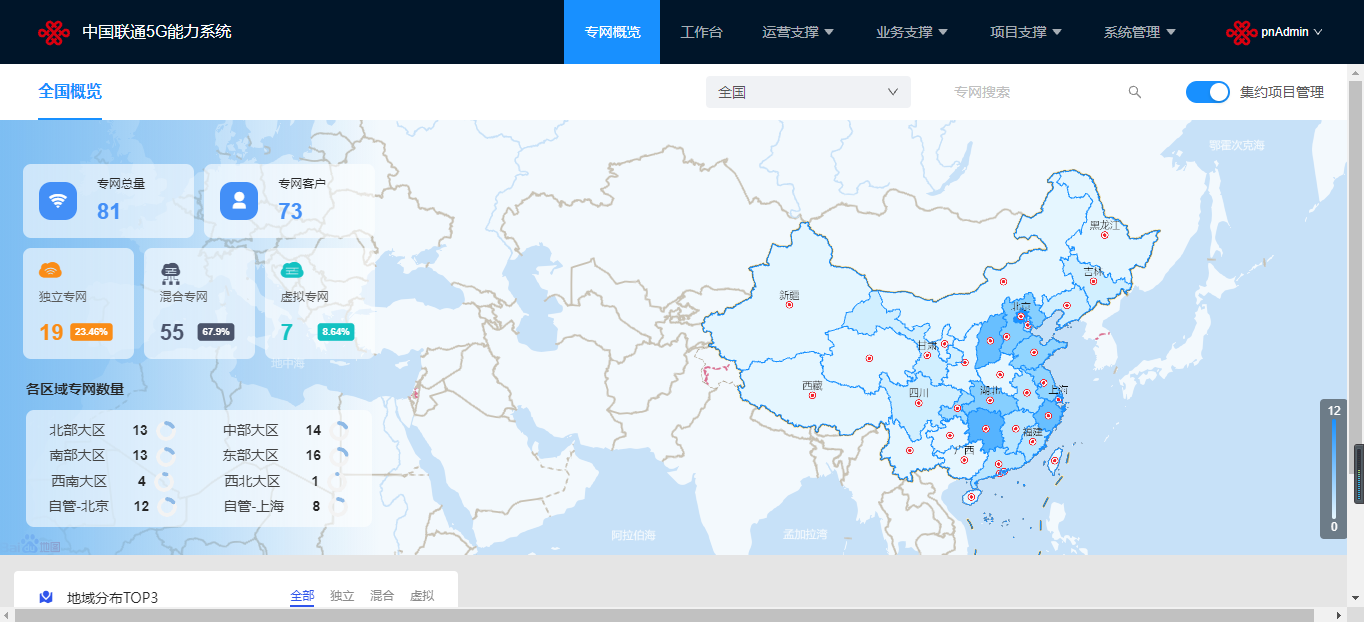 中国联通5G能力系统
专网概览 工作台 运营支撑 业务支撑 项目支撑 系统管理 pnAdmin
全国概览 全国 专网搜索 集约项目管理
鄂霍次克海
专网总量 专网客户
81 73
黑龙江
吉林
独立专网 混合专网 虚拟专网
新疆
北京
19 23.46% 55 67.9% 7 8.64%
甘肃
地中海
各区域专网数量
西藏 四川 湖北 上海
12
北部大区 13 中部大区 14
福建
南部大区 13 东部大区 16
广西
西南大区 4 西北大区 1
自管-北京 12 自管-上海 8
0
阿拉伯海 孟加拉湾
地域分布TOP3 全部 独立 混合 虚拟